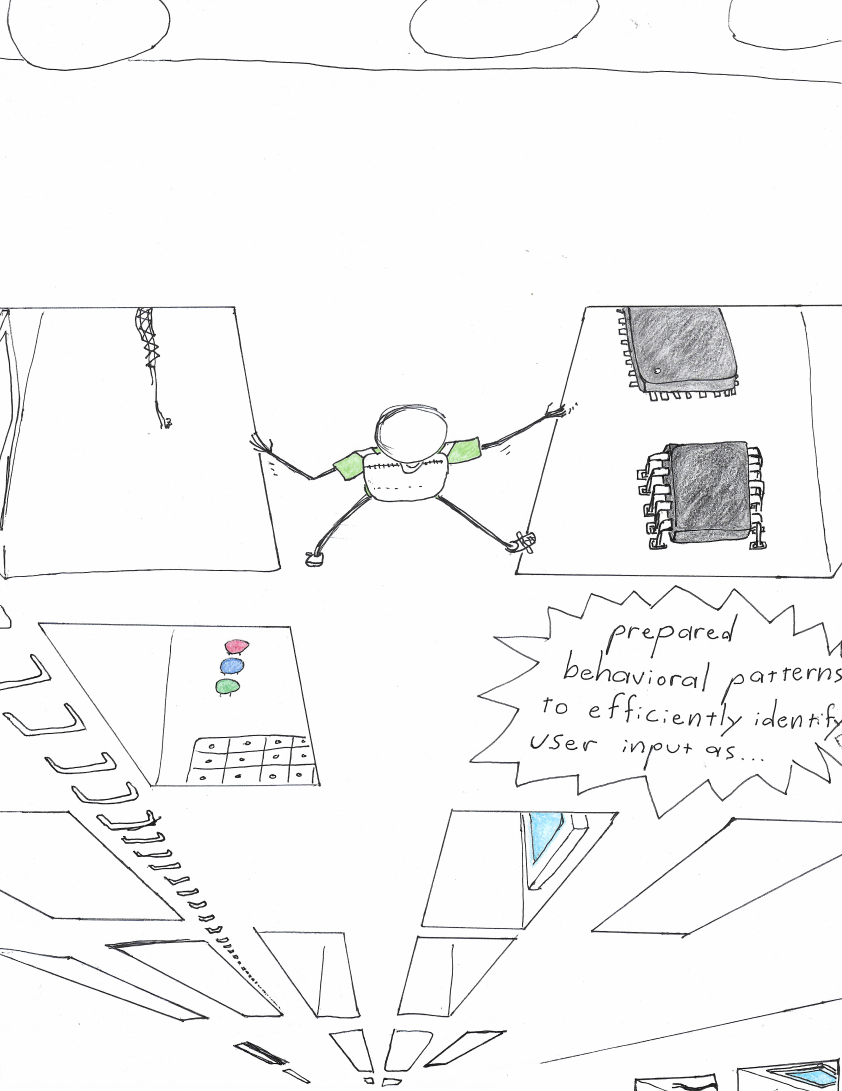 prepared
behavioral patterns
to efficiently identify
user input as...